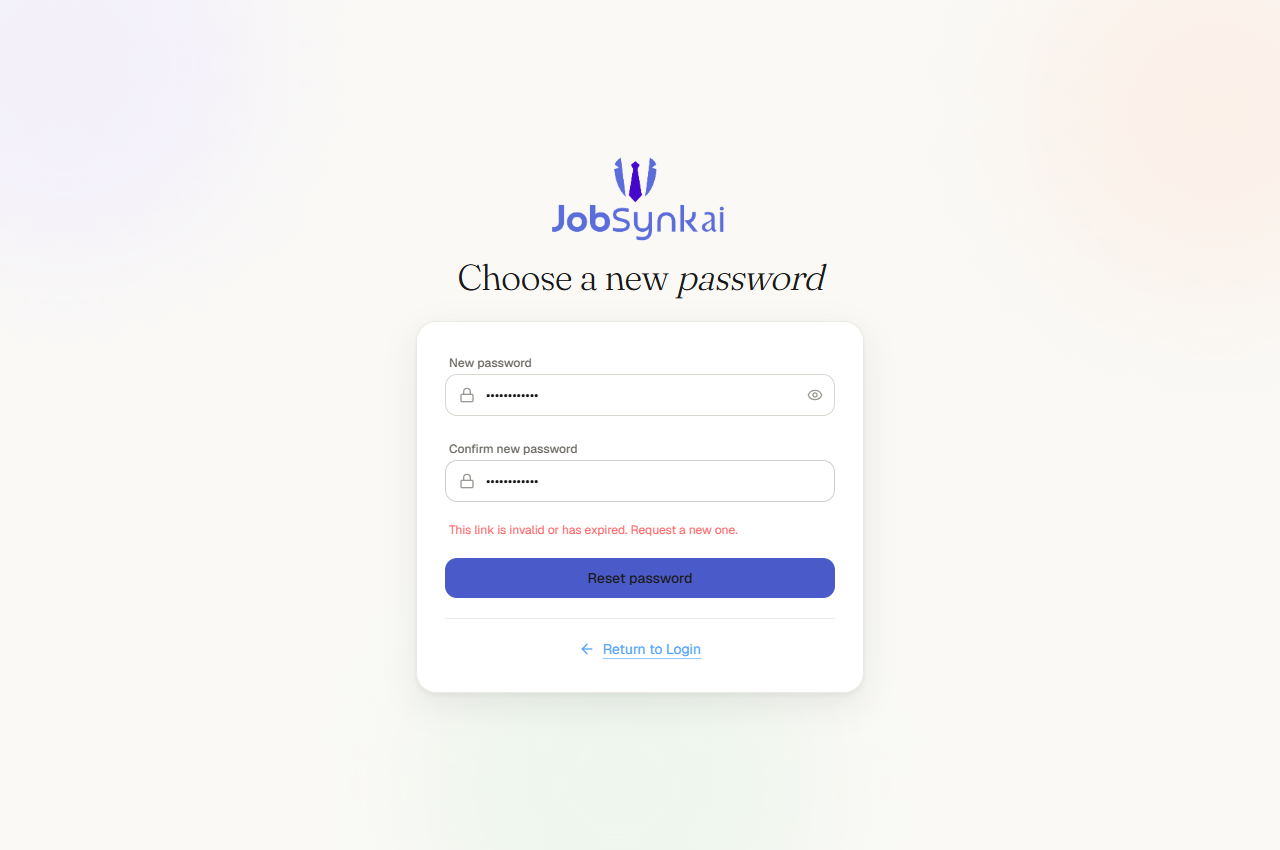 JobSynkai
Choose a new password
New password
••••••••••••
Confirm new password
••••••••••••
This link is invalid or has expired. Request a new one.
Reset password
Return to Login